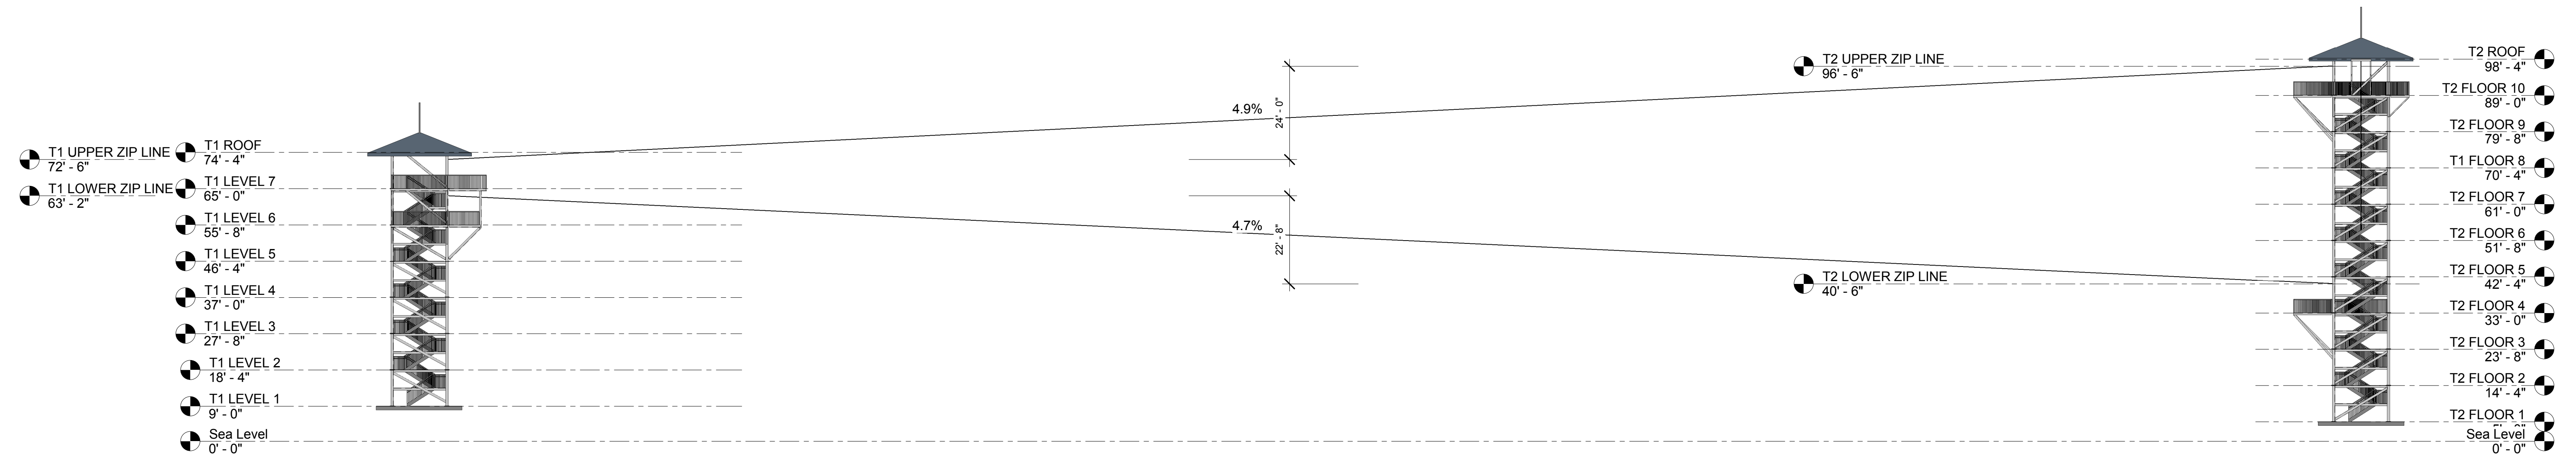 T1 UPPER ZIP LINE
72' - 6"
T1 LOWER ZIP LINE
63' - 2"
T1 ROOF
74' - 4"
T1 LEVEL 7
65' - 0"
T1 LEVEL 6
55' - 8"
T1 LEVEL 5
46' - 4"
T1 LEVEL 4
37' - 0"
T1 LEVEL 3
27' - 8"
T1 LEVEL 2
18' - 4"
T1 LEVEL 1
9' - 0"
Sea Level
0' - 0"
4.9%
24' - 0"
4.7%
22' - 8"
T2 UPPER ZIP LINE
96' - 6"
T2 LOWER ZIP LINE
40' - 6"
T2 ROOF
98' - 4"
T2 FLOOR 10
89' - 0"
T2 FLOOR 9
79' - 8"
T1 FLOOR 8
70' - 4"
T2 FLOOR 7
61' - 0"
T2 FLOOR 6
51' - 8"
T2 FLOOR 5
42' - 4"
T2 FLOOR 4
33' - 0"
T2 FLOOR 3
23' - 8"
T2 FLOOR 2
14' - 4"
T2 FLOOR 1
Sea Level
0' - 0"